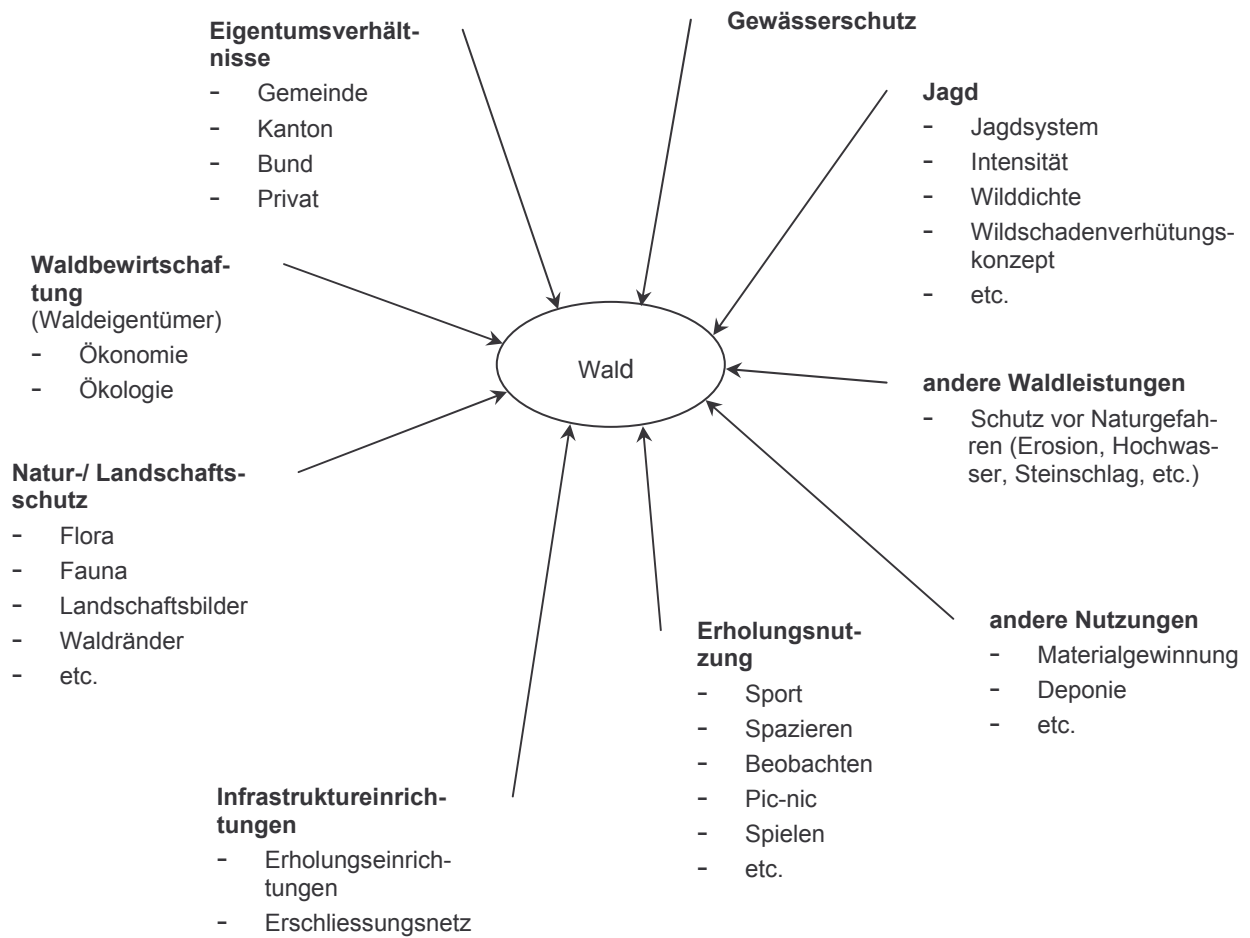 Eigentumsverhält-
nisse
- Gemeinde
- Kanton
- Bund
- Privat
Gewässerschutz
Jagd
- Jagdsystem
- Intensität
- Wilddichte
- Wildschadenverhütungs-
konzept
- etc.
Waldbewirtschaf-
tung
(Waldeigentümer)
- Ökonomie
- Ökologie
Wald
andere Waldleistungen
- Schutz vor Naturgefah-
ren (Erosion, Hochwas-
ser, Steinschlag, etc.)
Natur-/ Landschafts-
schutz
- Flora
- Fauna
- Landschaftsbilder
- Waldränder
- etc.
andere Nutzungen
- Materialgewinnung
- Deponie
- etc.
Erholungsnut-
zung
- Sport
- Spazieren
- Beobachten
- Pic-nic
- Spielen
- etc.
Infrastruktureinrich-
tungen
- Erholungseinrich-
tungen
- Erschliessungsnetz